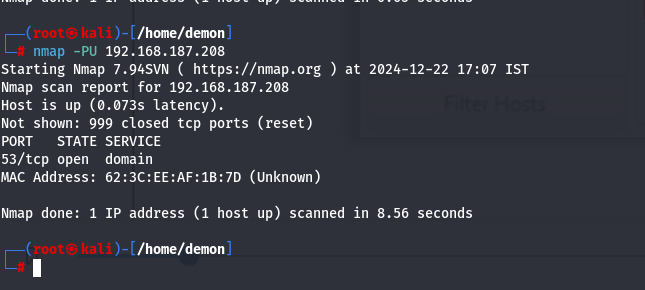 Nmap done: 1 IP address (1 host up) scanned in 6.68 seconds
┌──(root㉿kali)-[/home/demon]
└─# nmap -PU 192.168.187.208
Starting Nmap 7.94SVN ( https://nmap.org ) at 2024-12-22 17:07 IST
Nmap scan report for 192.168.187.208
Host is up (0.073s latency).
Not shown: 999 closed tcp ports (reset)
PORT   STATE SERVICE
53/tcp open  domain
MAC Address: 62:3C:EE:AF:1B:7D (Unknown)
Nmap done: 1 IP address (1 host up) scanned in 8.56 seconds
┌──(root㉿kali)-[/home/demon]
└─#
Filter Hosts